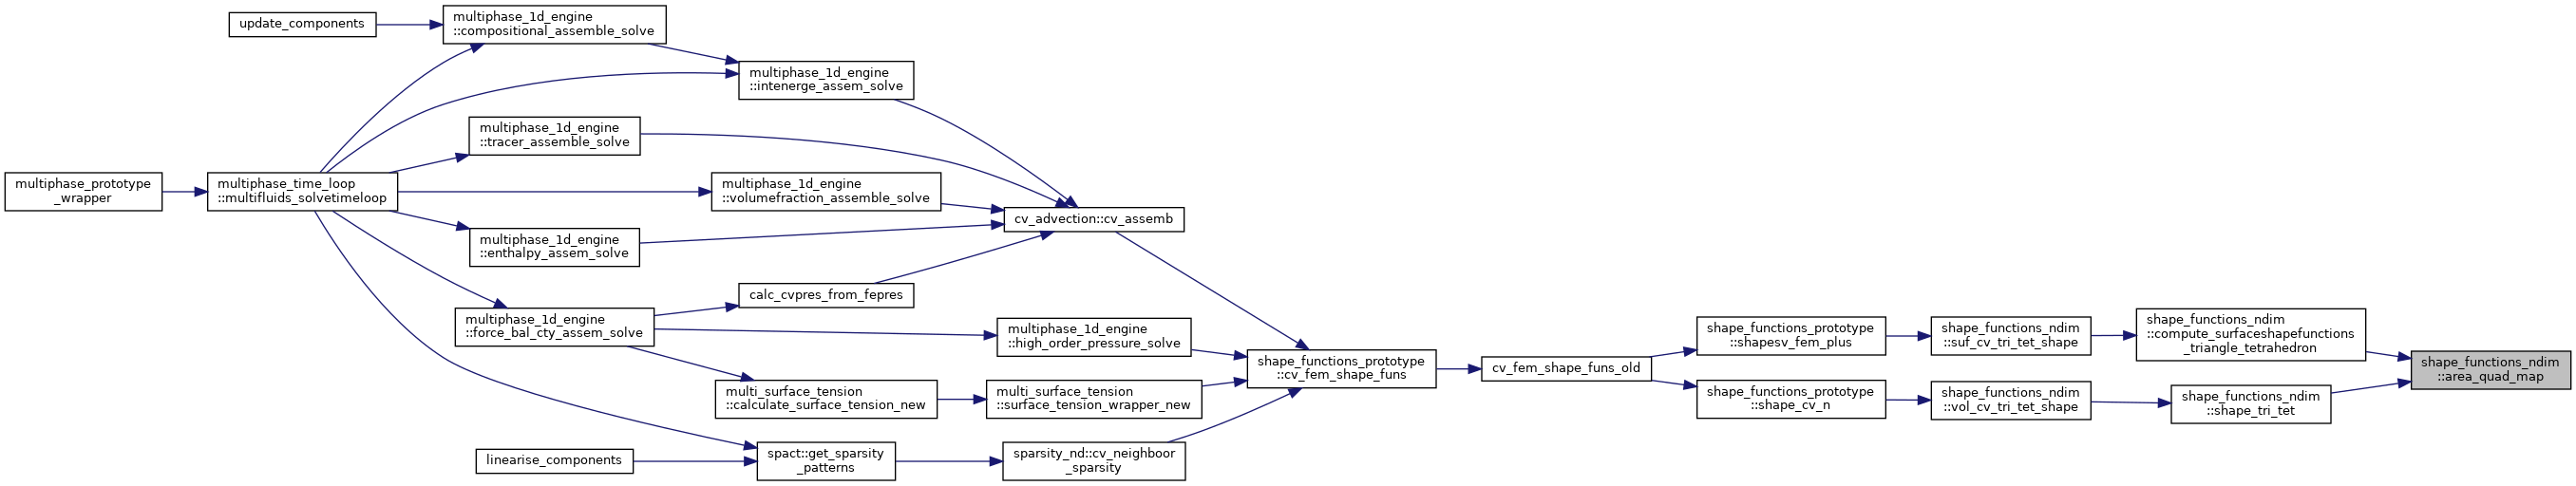 update_components
multiphase_1d_engine
::compositional_assemble_solve
multiphase_1d_engine
::intenerge_assem_solve
multiphase_1d_engine
::tracer_assemble_solve
multiphase_prototype
_wrapper
multiphase_time_loop
::multifluids_solvetimeloop
multiphase_1d_engine
::volumefraction_assemble_solve
cv_advection::cv_assemb
multiphase_1d_engine
::enthalpy_assem_solve
calc_cvpres_from_fepres
multiphase_1d_engine
::force_bal_cty_assem_solve
multiphase_1d_engine
::high_order_pressure_solve
shape_functions_prototype
::cv_fem_shape_funs
cv_fem_shape_funs_old
shape_functions_prototype
::shapesv_fem_plus
shape_functions_ndim
::suf_cv_tri_tet_shape
shape_functions_ndim
::compute_surfaceshapefunctions
_triangle_tetrahedron
shape_functions_ndim
::area_quad_map
multi_surface_tension
::calculate_surface_tension_new
multi_surface_tension
::surface_tension_wrapper_new
shape_functions_prototype
::shape_cv_n
shape_functions_ndim
::vol_cv_tri_tet_shape
shape_functions_ndim
::shape_tri_tet
linearise_components
spact::get_sparsity
_patterns
sparsity_nd::cv_neighboor
_sparsity